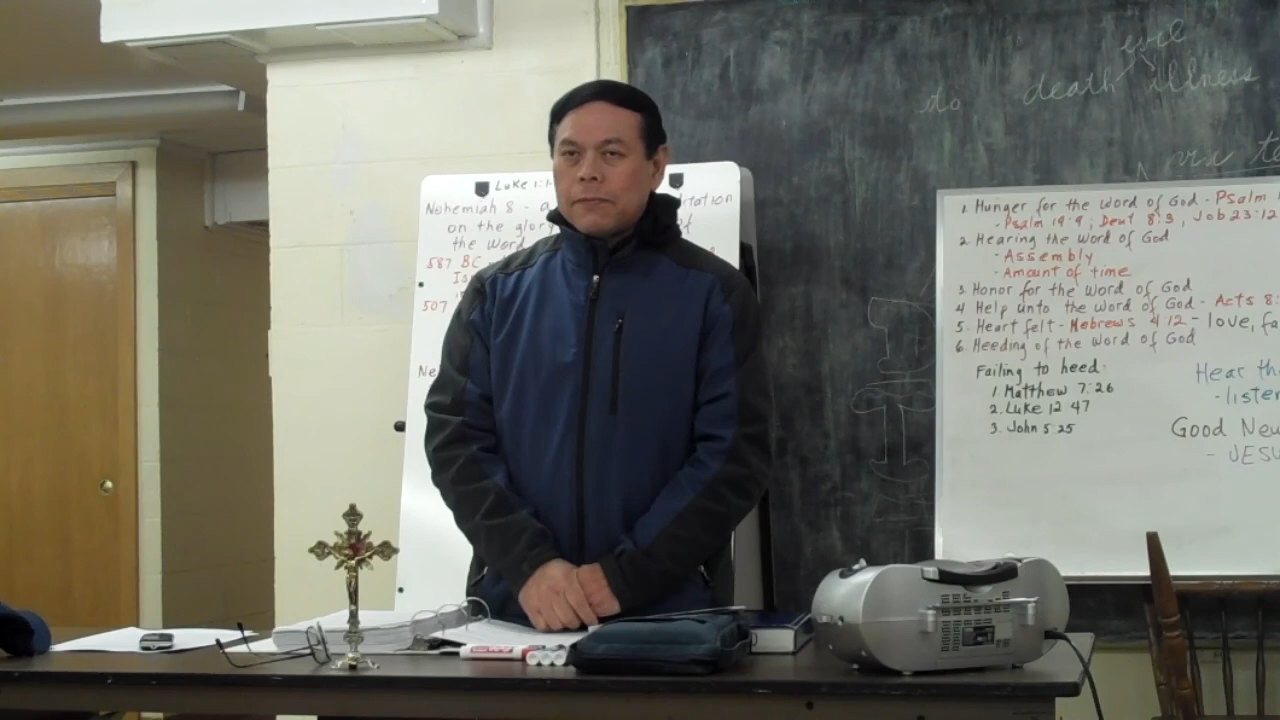 evil
do death illness
Luke 1:1
Nehemiah 8 - a
on the glory of
the Word
587 BC
507
Ne
1. Hunger for the word of God - Psalm
- Psalm 19:9, Deut 8:3, Job 23:12
2. Hearing the Word of God
- Assembly
- Amount of time
3 Honor for the Word of God
4 Help unto the Word of God - Acts 8:
5. Heart felt - Hebrews 4 12 - love,
6. Heeding of the Word of God
Failing to heed:
1. Matthew 7:26
2. Luke 12 47
3. John 5 25
Hear
- listen
Good
- JESU